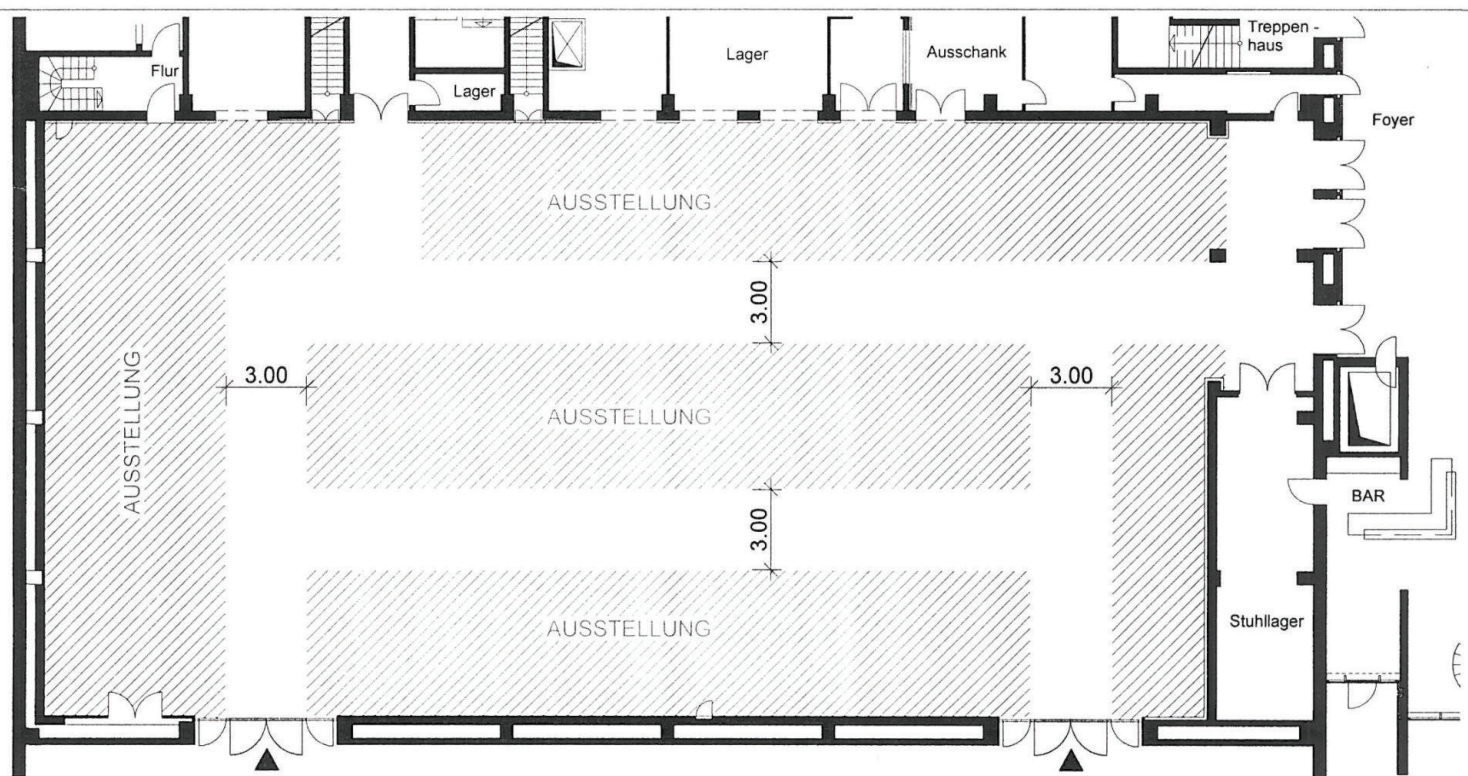 Treppen -
haus
Lager
Ausschank
Flur
Lager
Foyer
AUSSTELLUNG
3.00
3.00
3.00
AUSSTELLUNG
AUSSTELLUNG
BAR
3.00
AUSSTELLUNG
Stuhllager